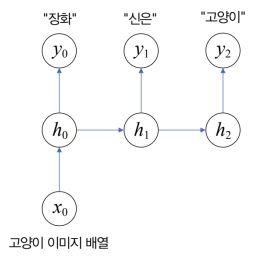 "장화" "신은" "고양이"
y₀ y₁ y₂
h₀ h₁ h₂
x₀
고양이 이미지 배열